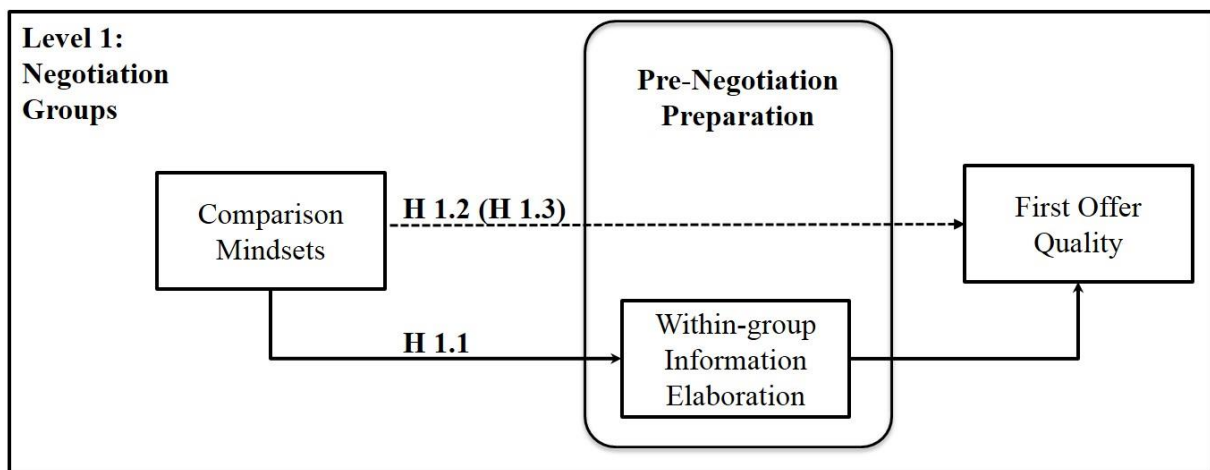 Level 1:
Negotiation
Groups
Pre-Negotiation
Preparation
Comparison
Mindsets
H 1.2 (H 1.3)
First Offer
Quality
H 1.1
Within-group
Information
Elaboration